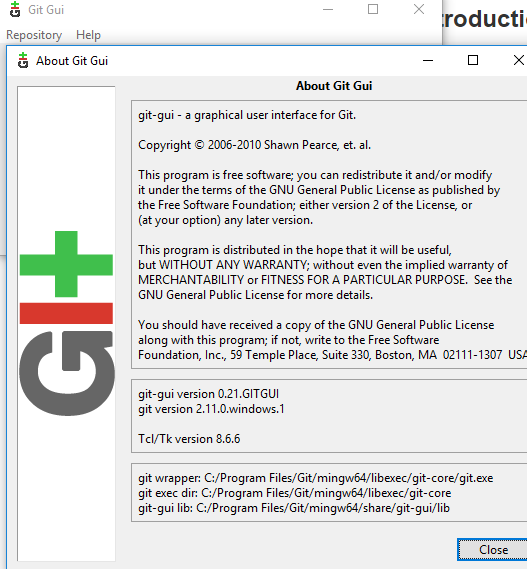 Git Gui
troducti
Repository Help
About Git Gui
About Git Gui
git-gui - a graphical user interface for Git.
Copyright © 2006-2010 Shawn Pearce, et. al.
This program is free software; you can redistribute it and/or modify
it under the terms of the GNU General Public License as published by
the Free Software Foundation; either version 2 of the License, or
(at your option) any later version.
This program is distributed in the hope that it will be useful,
but WITHOUT ANY WARRANTY; without even the implied warranty of
MERCHANTABILITY or FITNESS FOR A PARTICULAR PURPOSE. See the
GNU General Public License for more details.
You should have received a copy of the GNU General Public License
along with this program; if not, write to the Free Software
Foundation, Inc., 59 Temple Place, Suite 330, Boston, MA 02111-1307 USA
git-gui version 0.21.GITGUI
git version 2.11.0.windows.1
Tcl/Tk version 8.6.6
git wrapper: C:/Program Files/Git/mingw64/libexec/git-core/git.exe
git exec dir: C:/Program Files/Git/mingw64/libexec/git-core
git-gui lib: C:/Program Files/Git/mingw64/share/git-gui/lib
Close